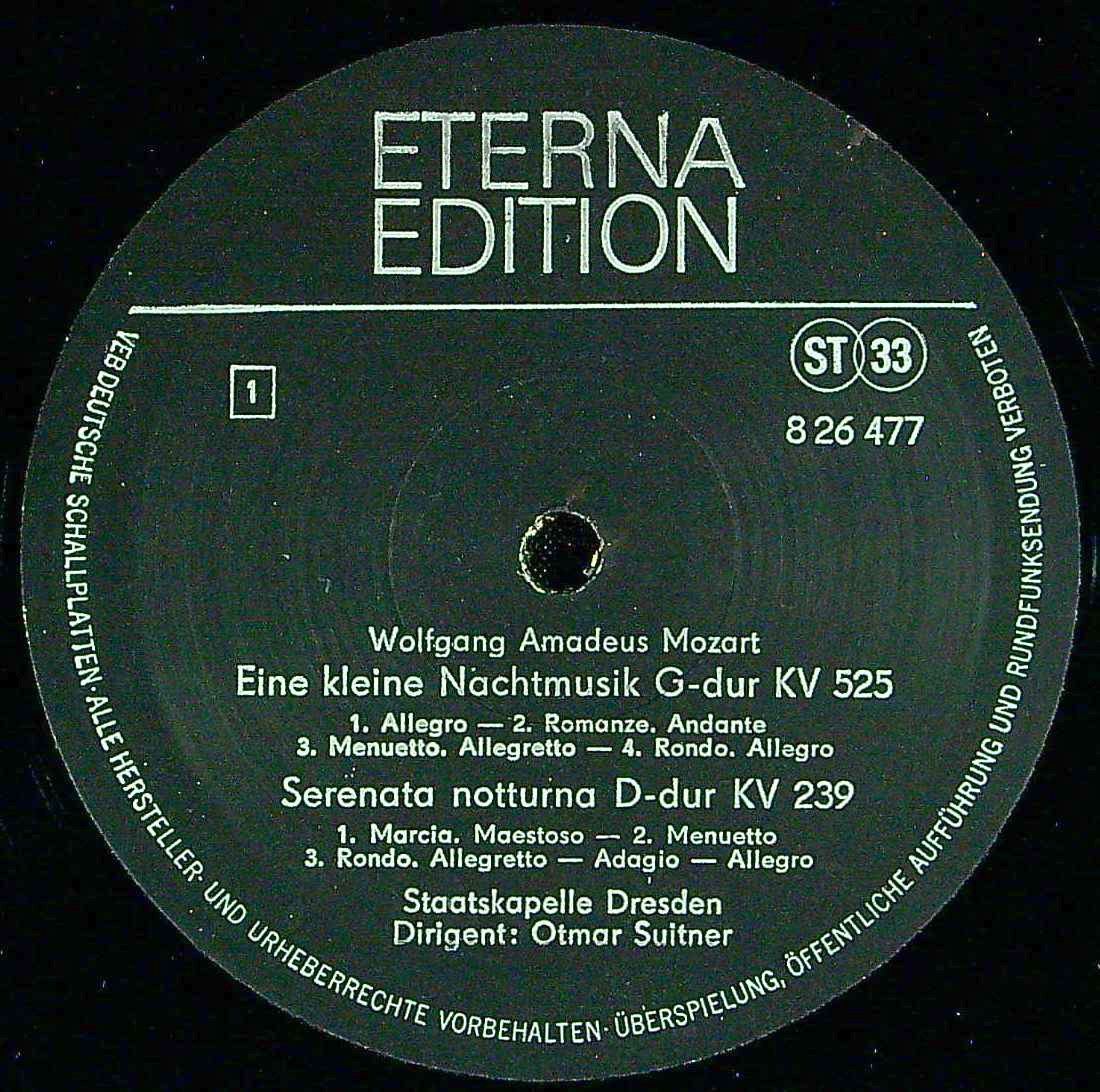 ETERNA
EDITION
ST 33
1
8 26 477
Wolfgang Amadeus Mozart
Eine kleine Nachtmusik G-dur KV 525
1. Allegro — 2. Romanze. Andante
3. Menuetto. Allegretto — 4. Rondo. Allegro
Serenata notturna D-dur KV 239
1. Marcia. Maestoso — 2. Menuetto
3. Rondo. Allegretto — Adagio — Allegro
Staatskapelle Dresden
Dirigent: Otmar Suitner
VEB DEUTSCHE SCHALLPLATTEN · ALLE HERSTELLER- UND URHEBERRECHTE VORBEHALTEN · ÜBERSPIELUNG, ÖFFENTLICHE AUFFÜHRUNG UND RUNDFUNKSENDUNG VERBOTEN